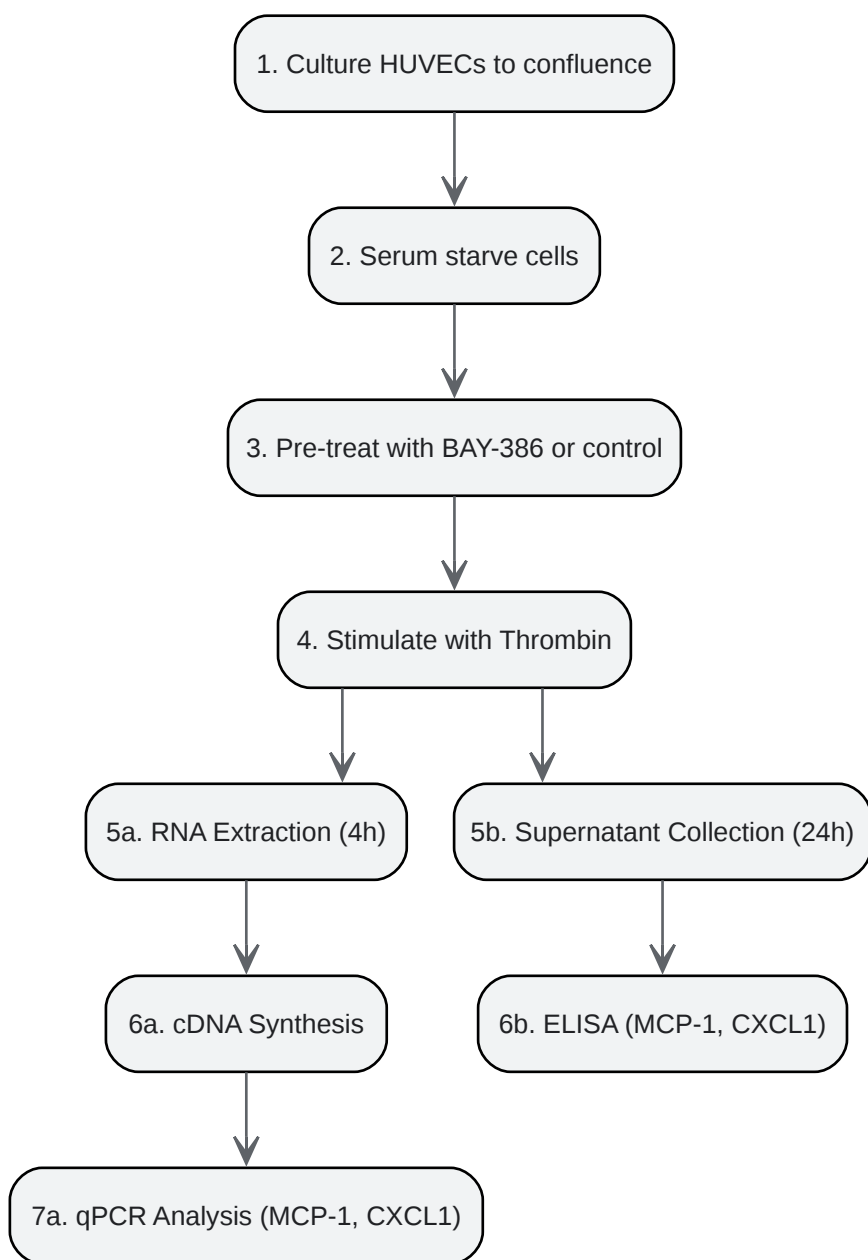 1. Culture HUVECs to confluence
2. Serum starve cells
3. Pre-treat with BAY-386 or control
4. Stimulate with Thrombin
5a. RNA Extraction (4h)
5b. Supernatant Collection (24h)
6a. cDNA Synthesis
6b. ELISA (MCP-1, CXCL1)
7a. qPCR Analysis (MCP-1, CXCL1)